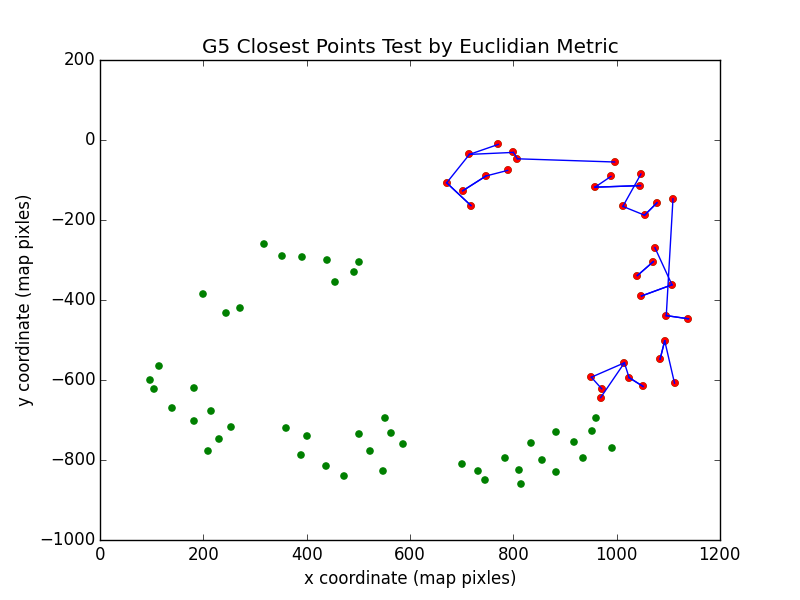 G5 Closest Points Test by Euclidian Metric
200
0
−200
−400
−600
−800
−1000
y coordinate (map pixles)
0 200 400 600 800 1000 1200
x coordinate (map pixles)